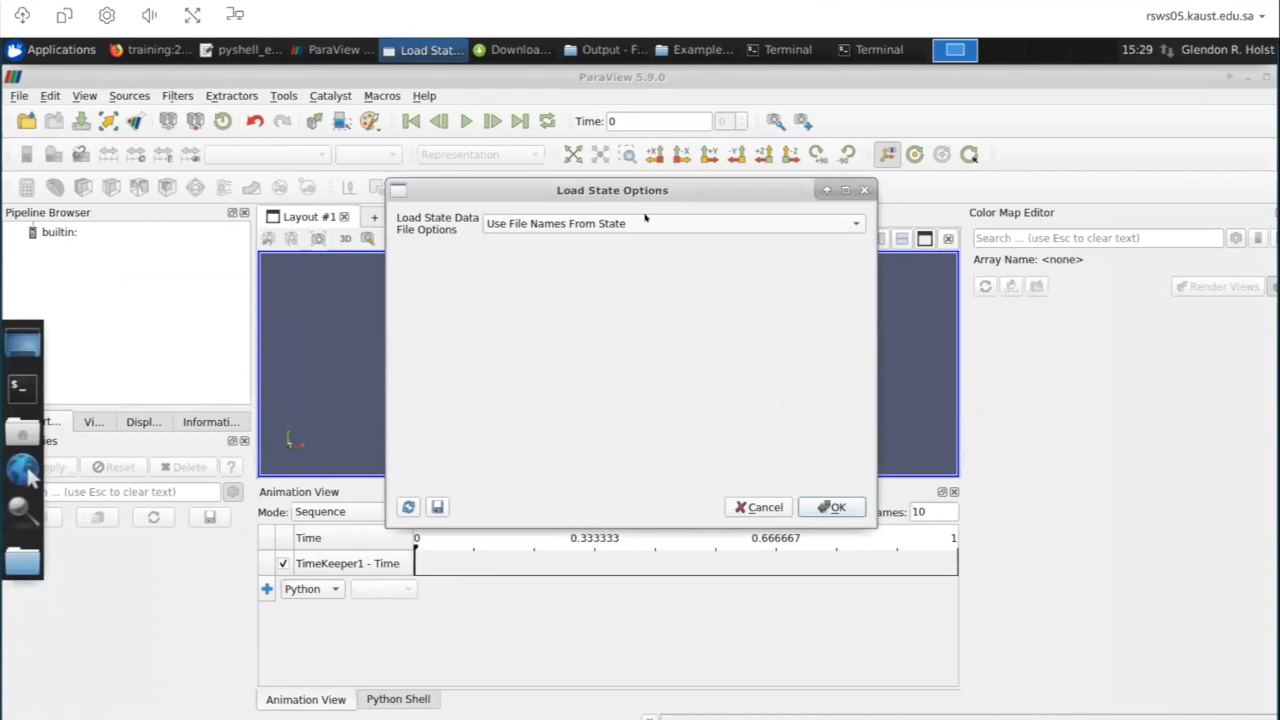 rsws05.kaust.edu.sa
Applications training:2... pyshell_e... ParaView ... Load Stat... Downloa... Output - F... Example... Terminal Terminal 15:29 Glendon R. Holst
ParaView 5.9.0
File Edit View Sources Filters Extractors Tools Catalyst Macros Help
Time: 0 0
Representation
Pipeline Browser
builtin:
Layout #1 +
3D
Load State Options
Load State Data
File Options
Use File Names From State
Cancel OK
Color Map Editor
Search ... (use Esc to clear text)
Array Name: <none>
Render Views
$_
rt... Vi... Displ... Informati...
ies
pply Reset Delete ?
... (use Esc to clear text)
Animation View
Mode: Sequence ames: 10
Time 0 0.333333 0.666667 1
TimeKeeper1 - Time
Python
Animation View Python Shell